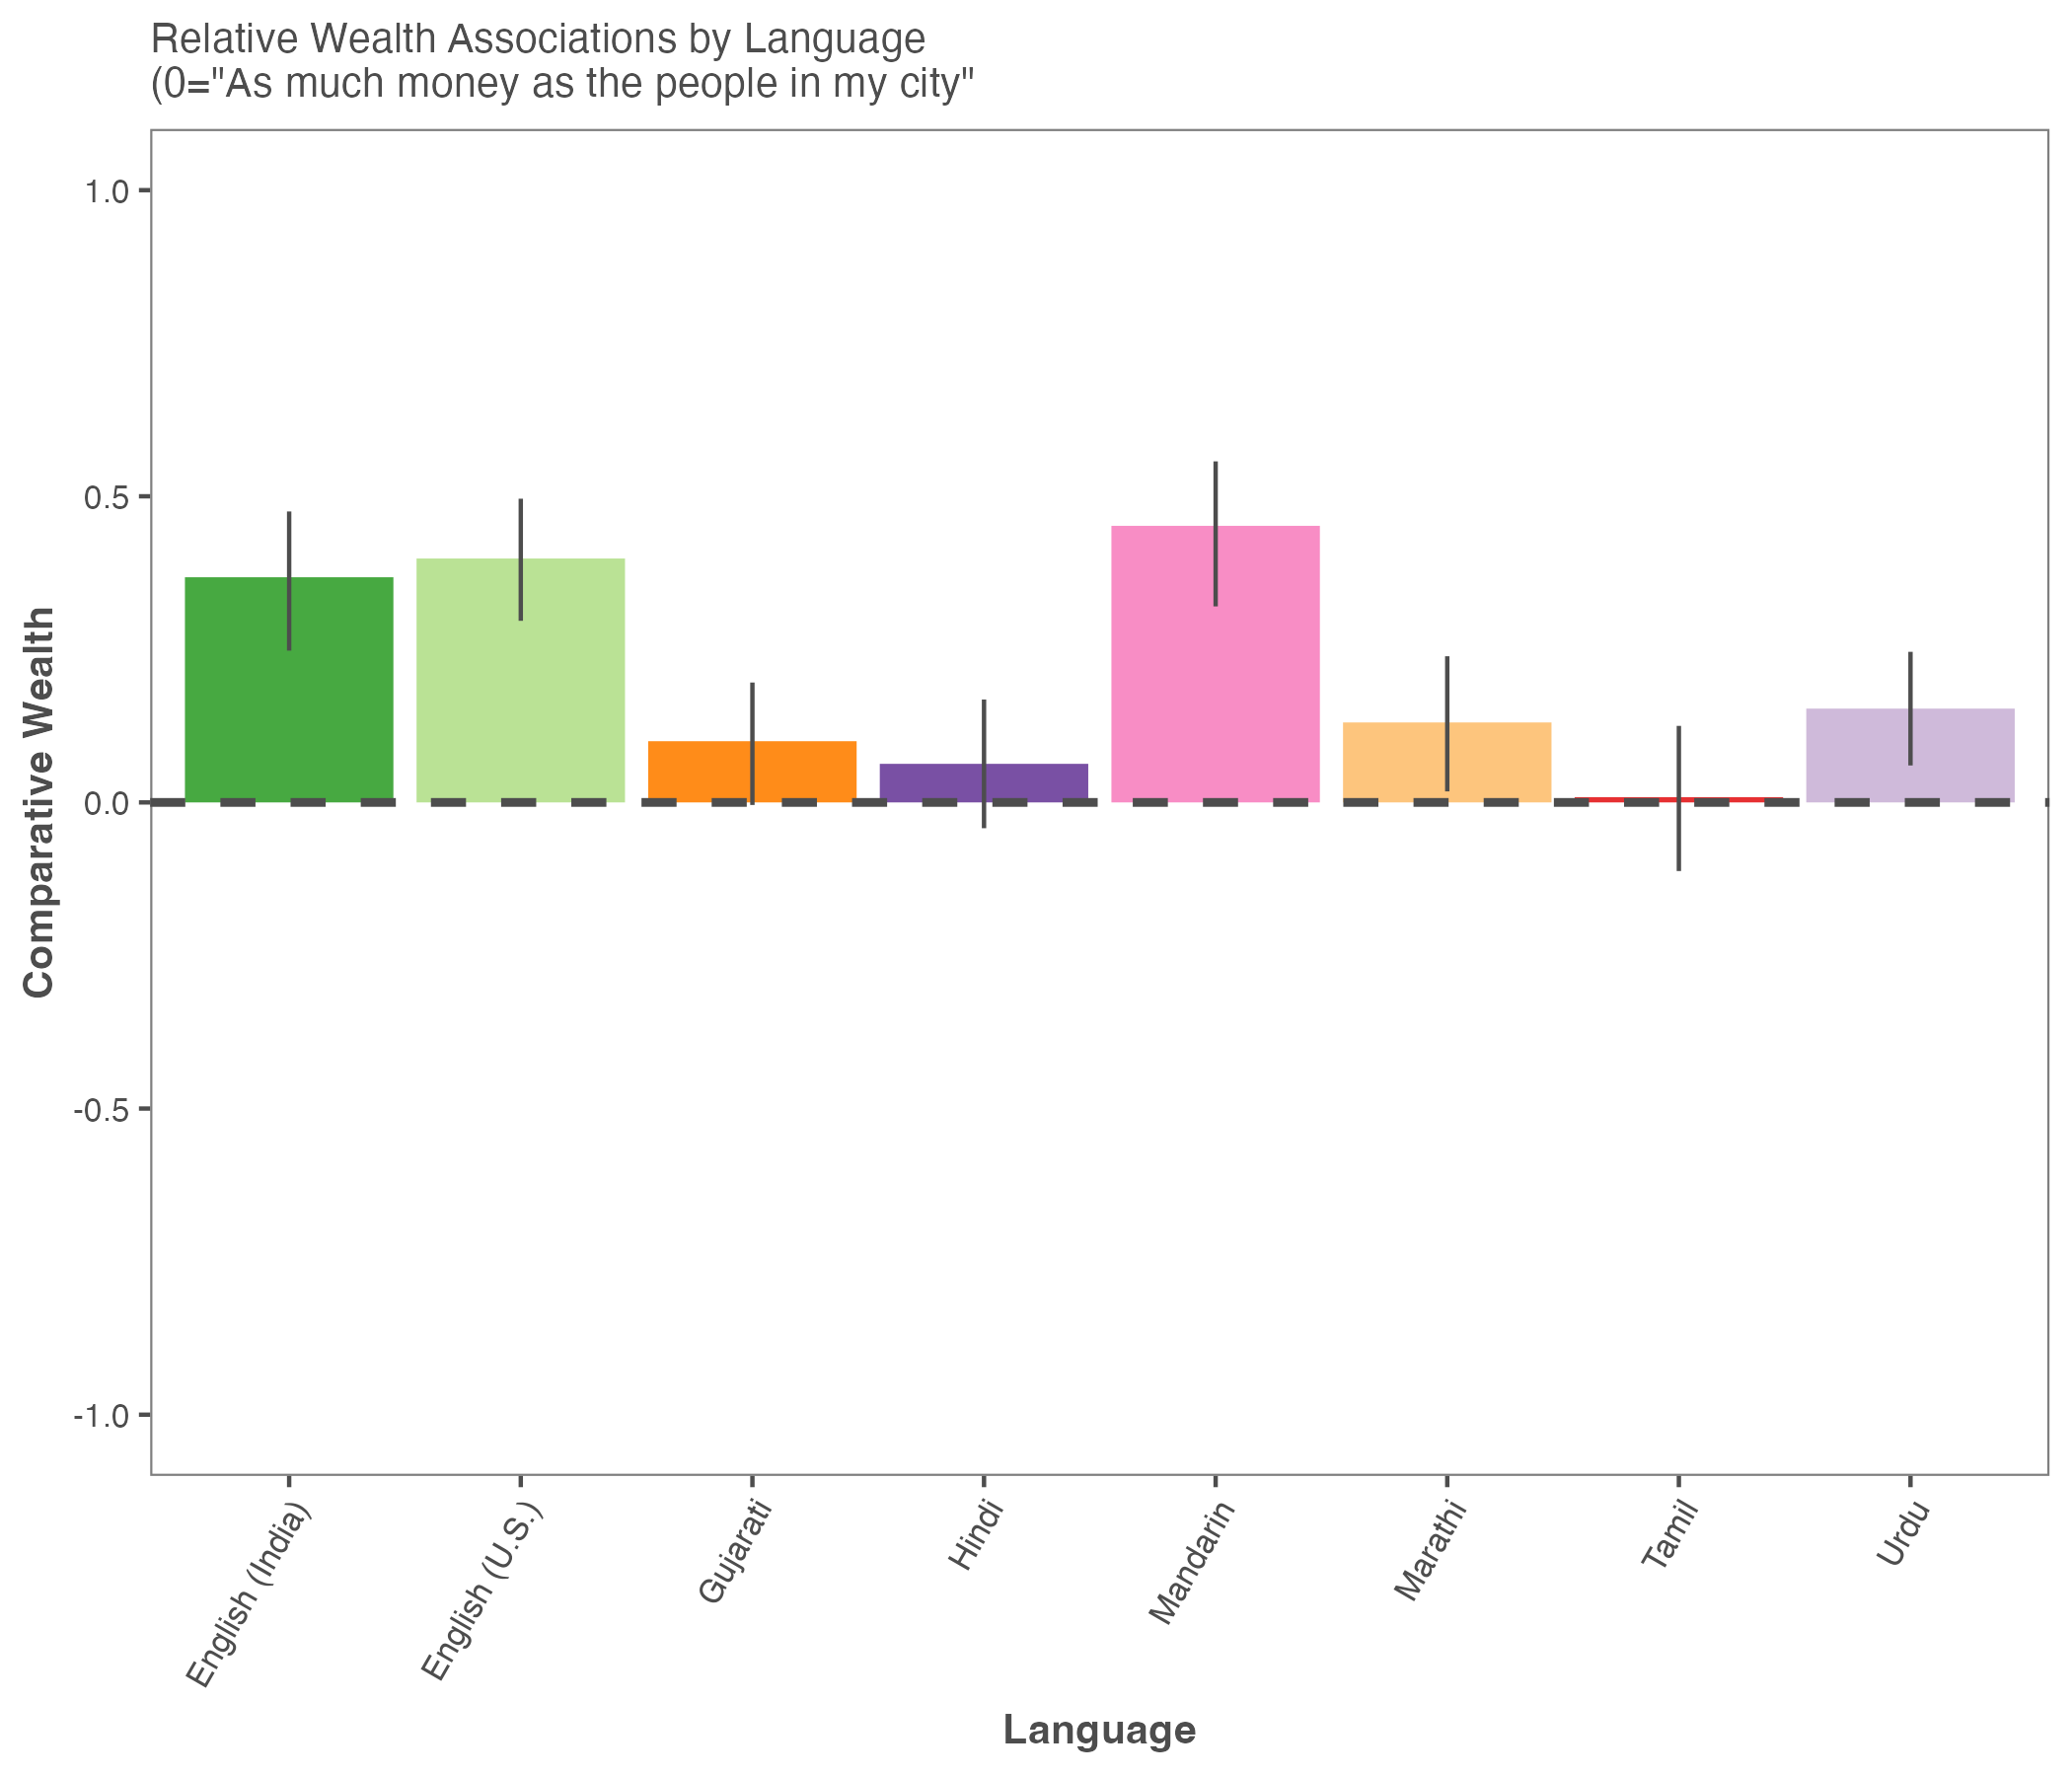 Relative Wealth Associations by Language
(0="As much money as the people in my city"
1.0
0.5
0.0
-0.5
-1.0
Comparative Wealth
English (India)
English (U.S.)
Gujarati
Hindi
Mandarin
Marathi
Tamil
Urdu
Language